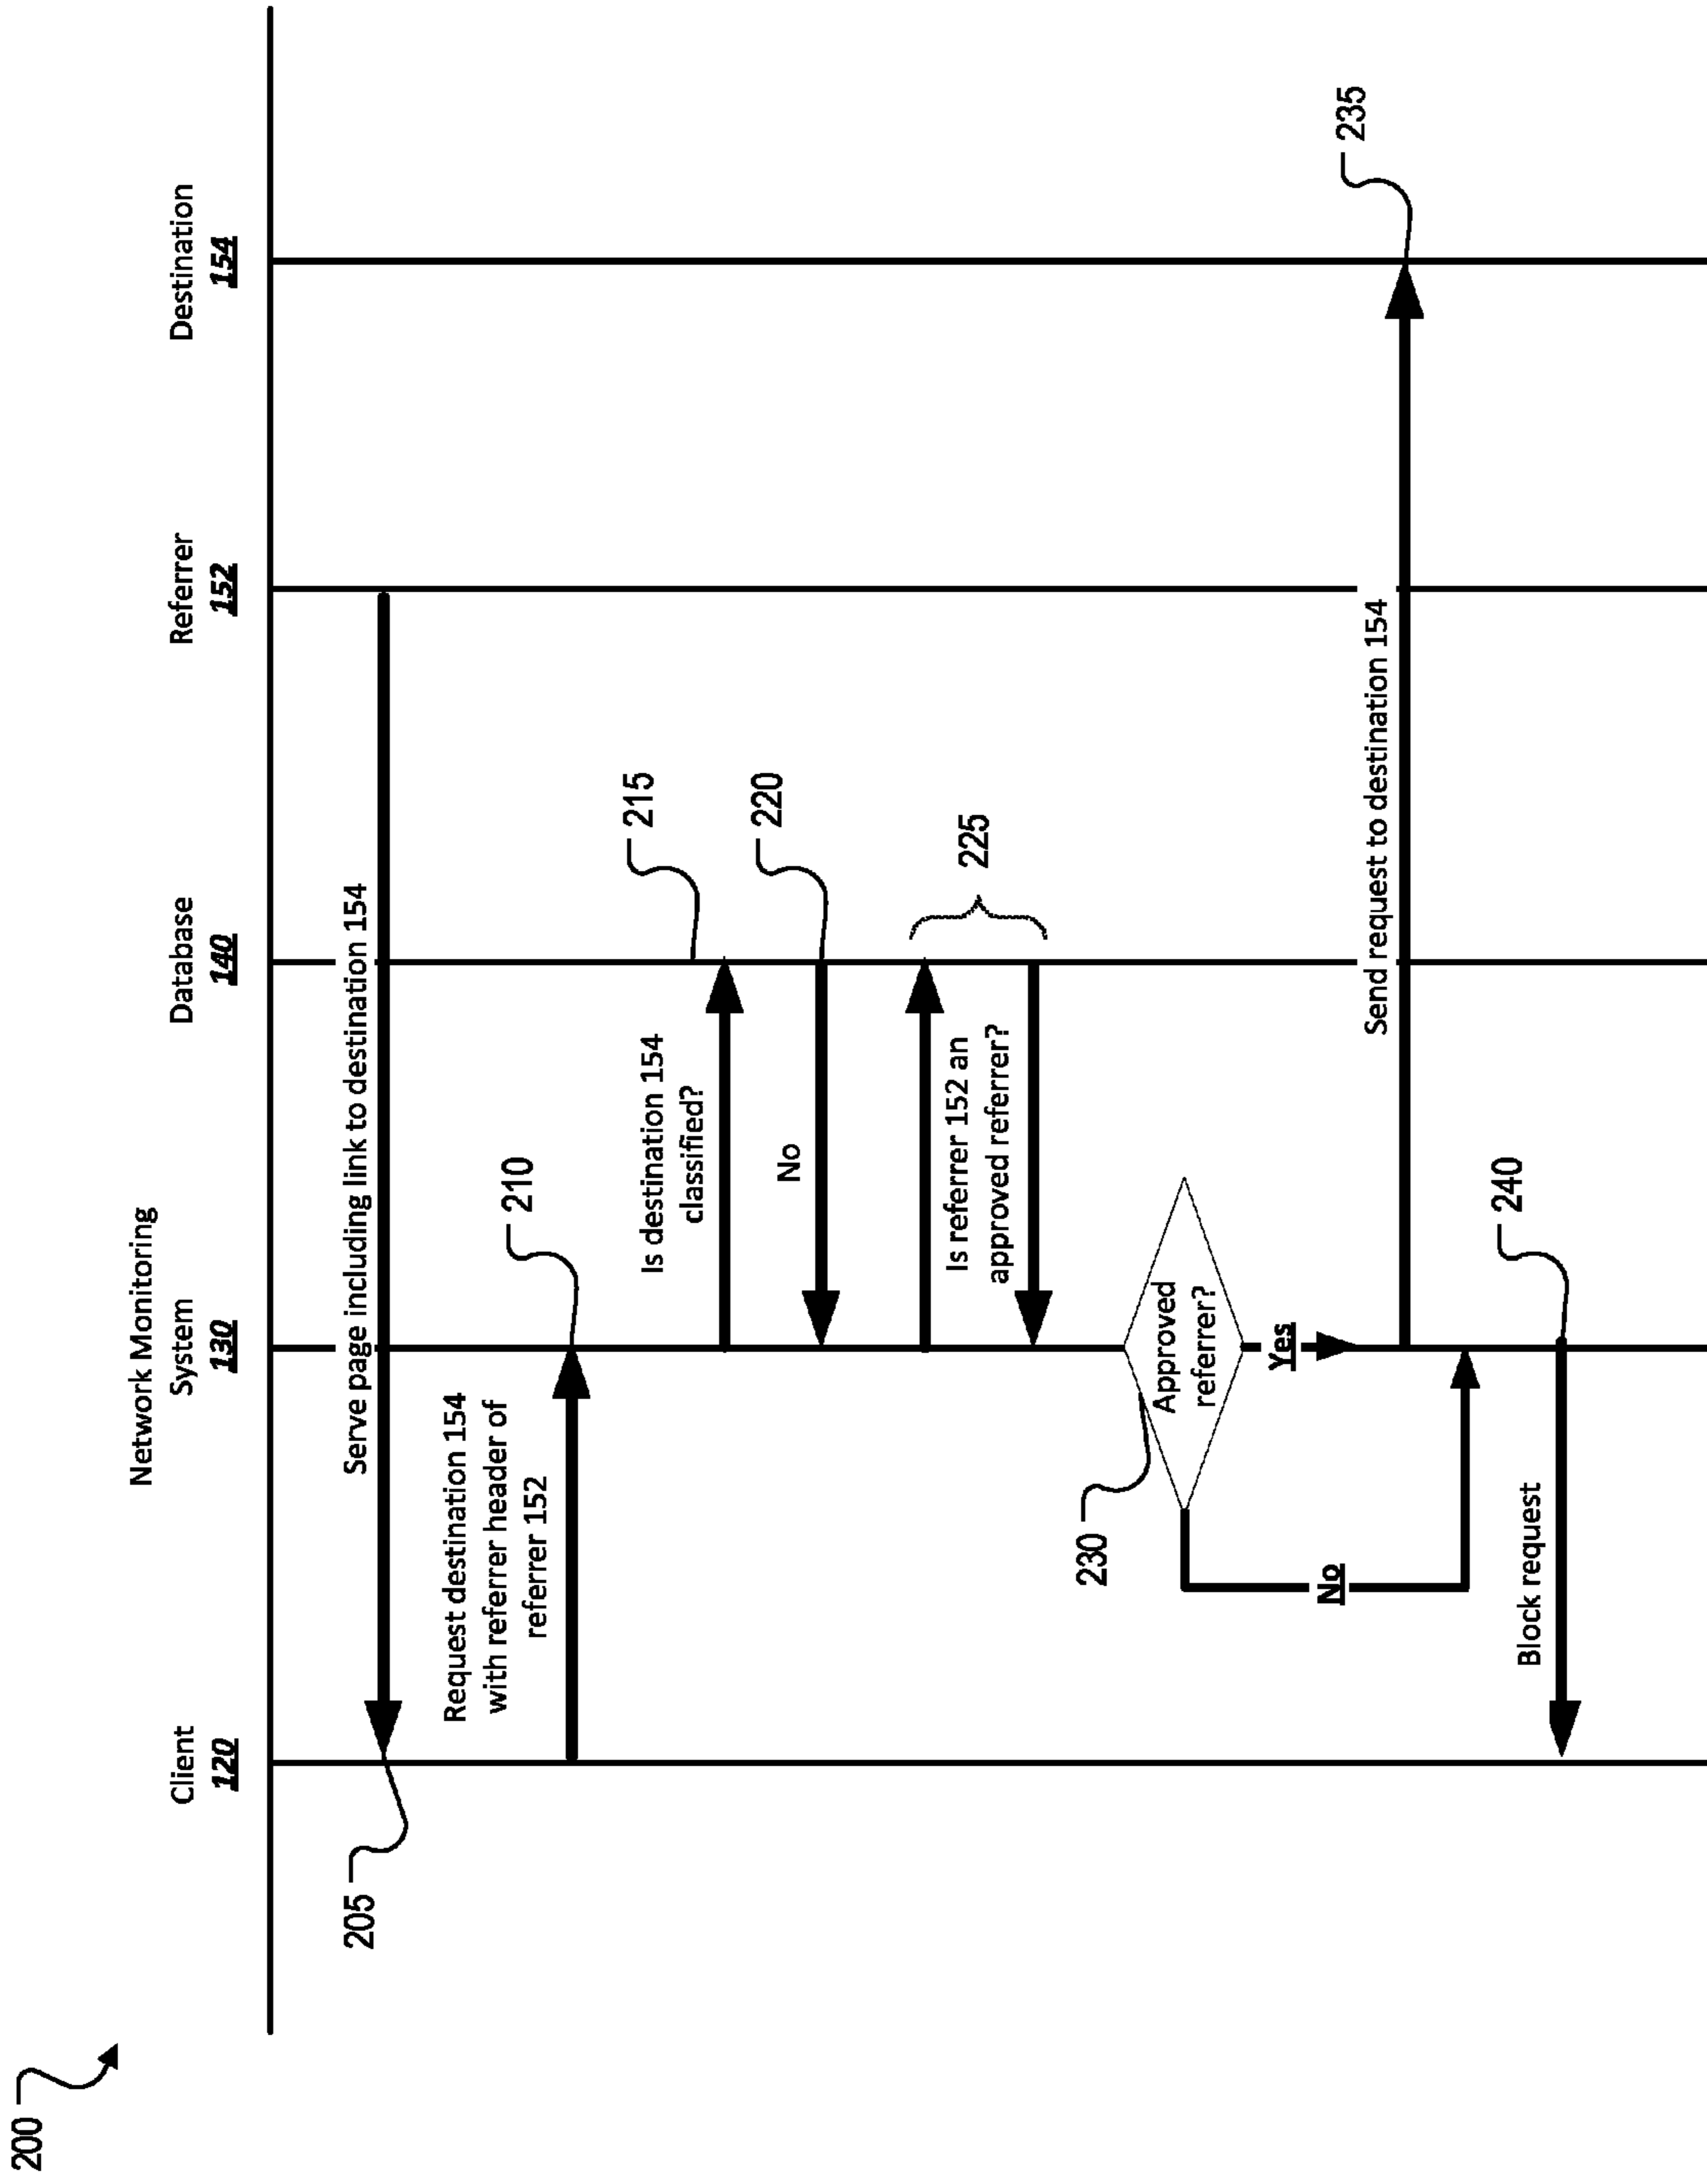 200
Client
120
Network Monitoring
System
130
Database
140
Referrer
152
Destination
154
205
Serve page including link to destination 154
Request destination 154
with referrer header of
referrer 152
210
Is destination 154
classified?
215
No
220
Is referrer 152 an
approved referrer?
225
230
Approved
referrer?
Yes
No
Send request to destination 154
235
Block request
240